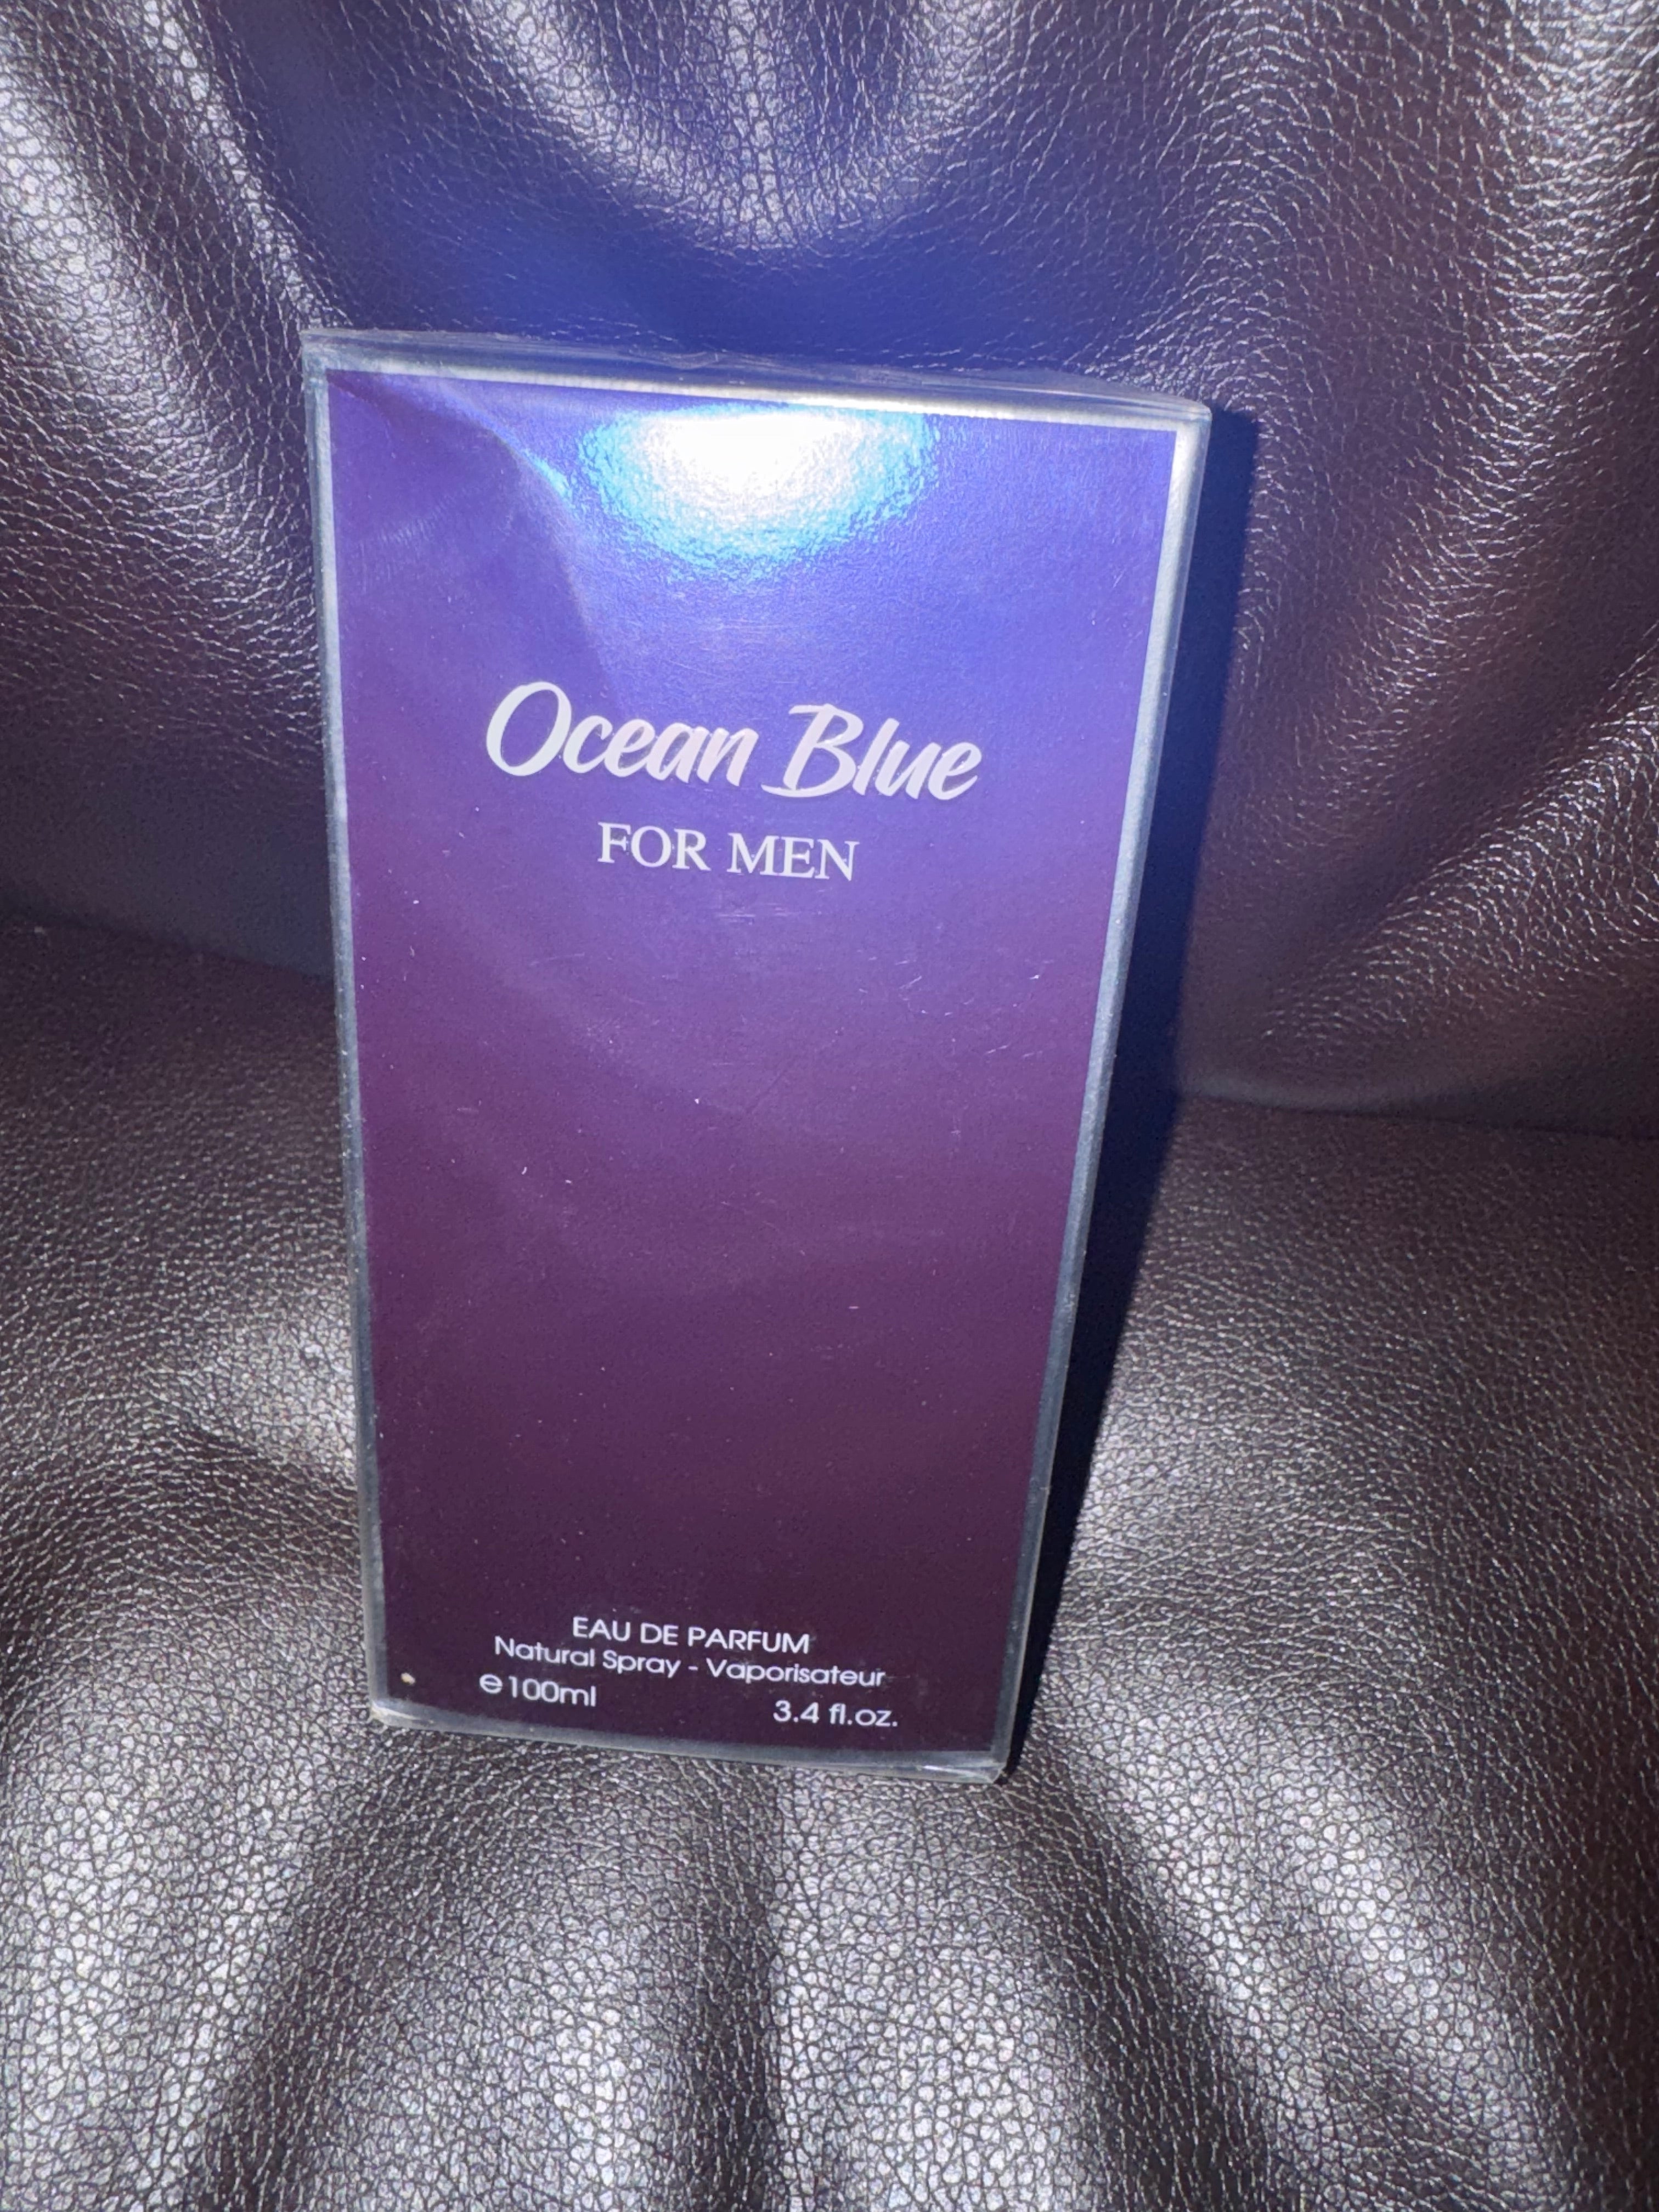 Ocean Blue
FOR MEN
EAU DE PARFUM
Natural Spray - Vaporisateur
℮100ml 3.4 fl.oz.